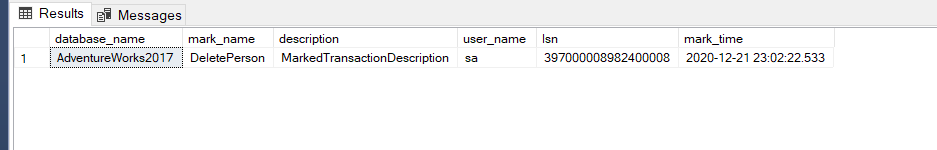 Results Messages
database_name mark_name description user_name lsn mark_time
1 AdventureWorks2017 DeletePerson MarkedTransactionDescription sa 397000008982400008 2020-12-21 23:02:22.533